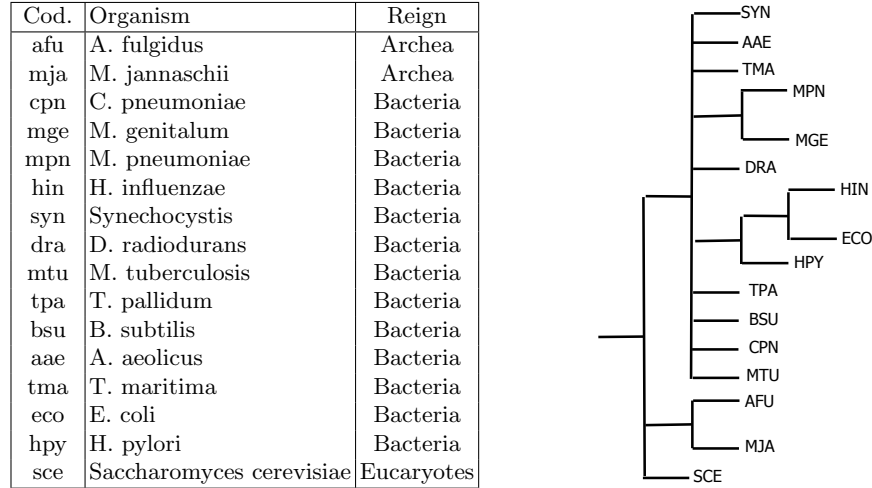 Cod. Organism Reign
afu A. fulgidus Archea
mja M. jannaschii Archea
cpn C. pneumoniae Bacteria
mge M. genitalum Bacteria
mpn M. pneumoniae Bacteria
hin H. influenzae Bacteria
syn Synechocystis Bacteria
dra D. radiodurans Bacteria
mtu M. tuberculosis Bacteria
tpa T. pallidum Bacteria
bsu B. subtilis Bacteria
aae A. aeolicus Bacteria
tma T. maritima Bacteria
eco E. coli Bacteria
hpy H. pylori Bacteria
sce Saccharomyces cerevisiae Eucaryotes
SYN
AAE
TMA
MPN
MGE
DRA
HIN
ECO
HPY
TPA
BSU
CPN
MTU
AFU
MJA
SCE